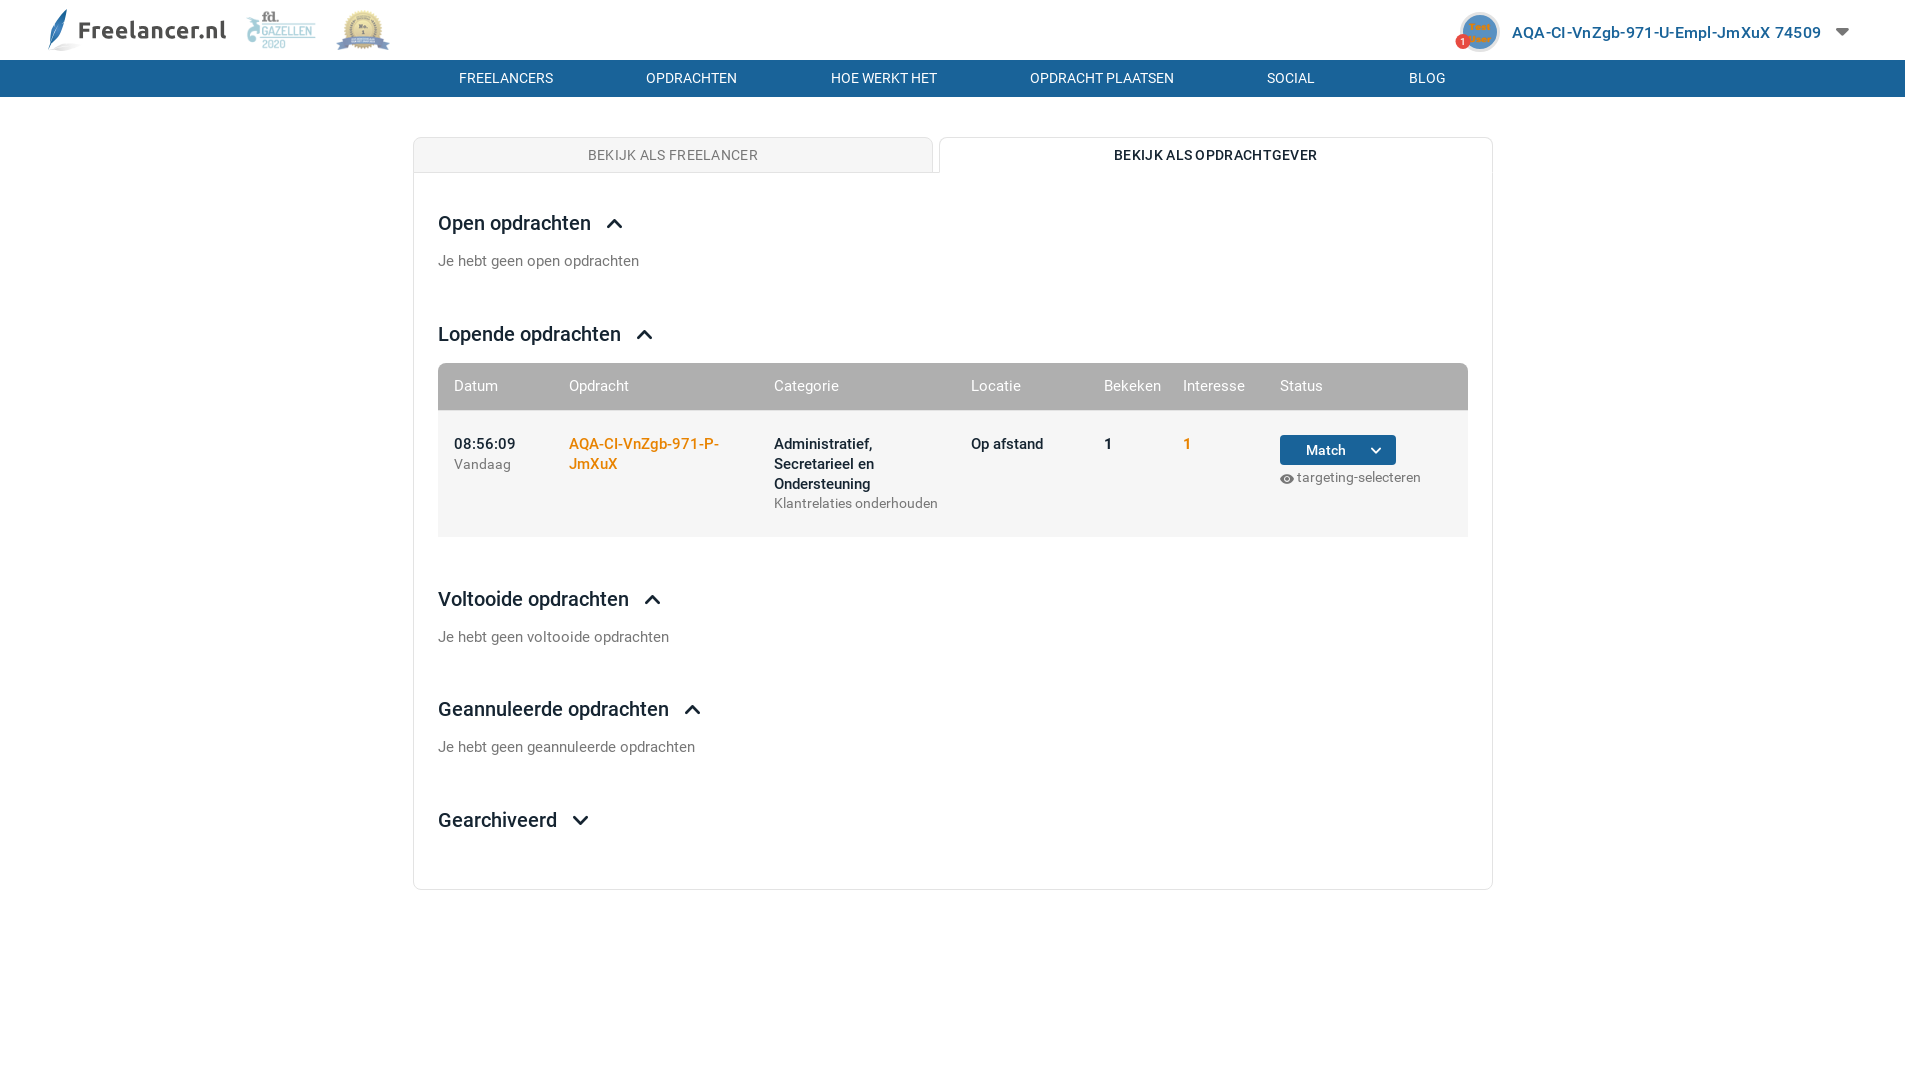 Freelancer.nl
fd.
GAZELLEN
2020
No.
1
1
AQA-CI-VnZgb-971-U-Empl-JmXuX 74509
FREELANCERS OPDRACHTEN HOE WERKT HET OPDRACHT PLAATSEN SOCIAL BLOG
BEKIJK ALS FREELANCER BEKIJK ALS OPDRACHTGEVER
Open opdrachten
Je hebt geen open opdrachten
Lopende opdrachten
Datum Opdracht Categorie Locatie Bekeken Interesse Status
08:56:09 AQA-CI-VnZgb-971-P- Administratief, Op afstand 1 1 Match
Vandaag JmXuX Secretarieel en targeting-selecteren
Ondersteuning
Klantrelaties onderhouden
Voltooide opdrachten
Je hebt geen voltooide opdrachten
Geannuleerde opdrachten
Je hebt geen geannuleerde opdrachten
Gearchiveerd